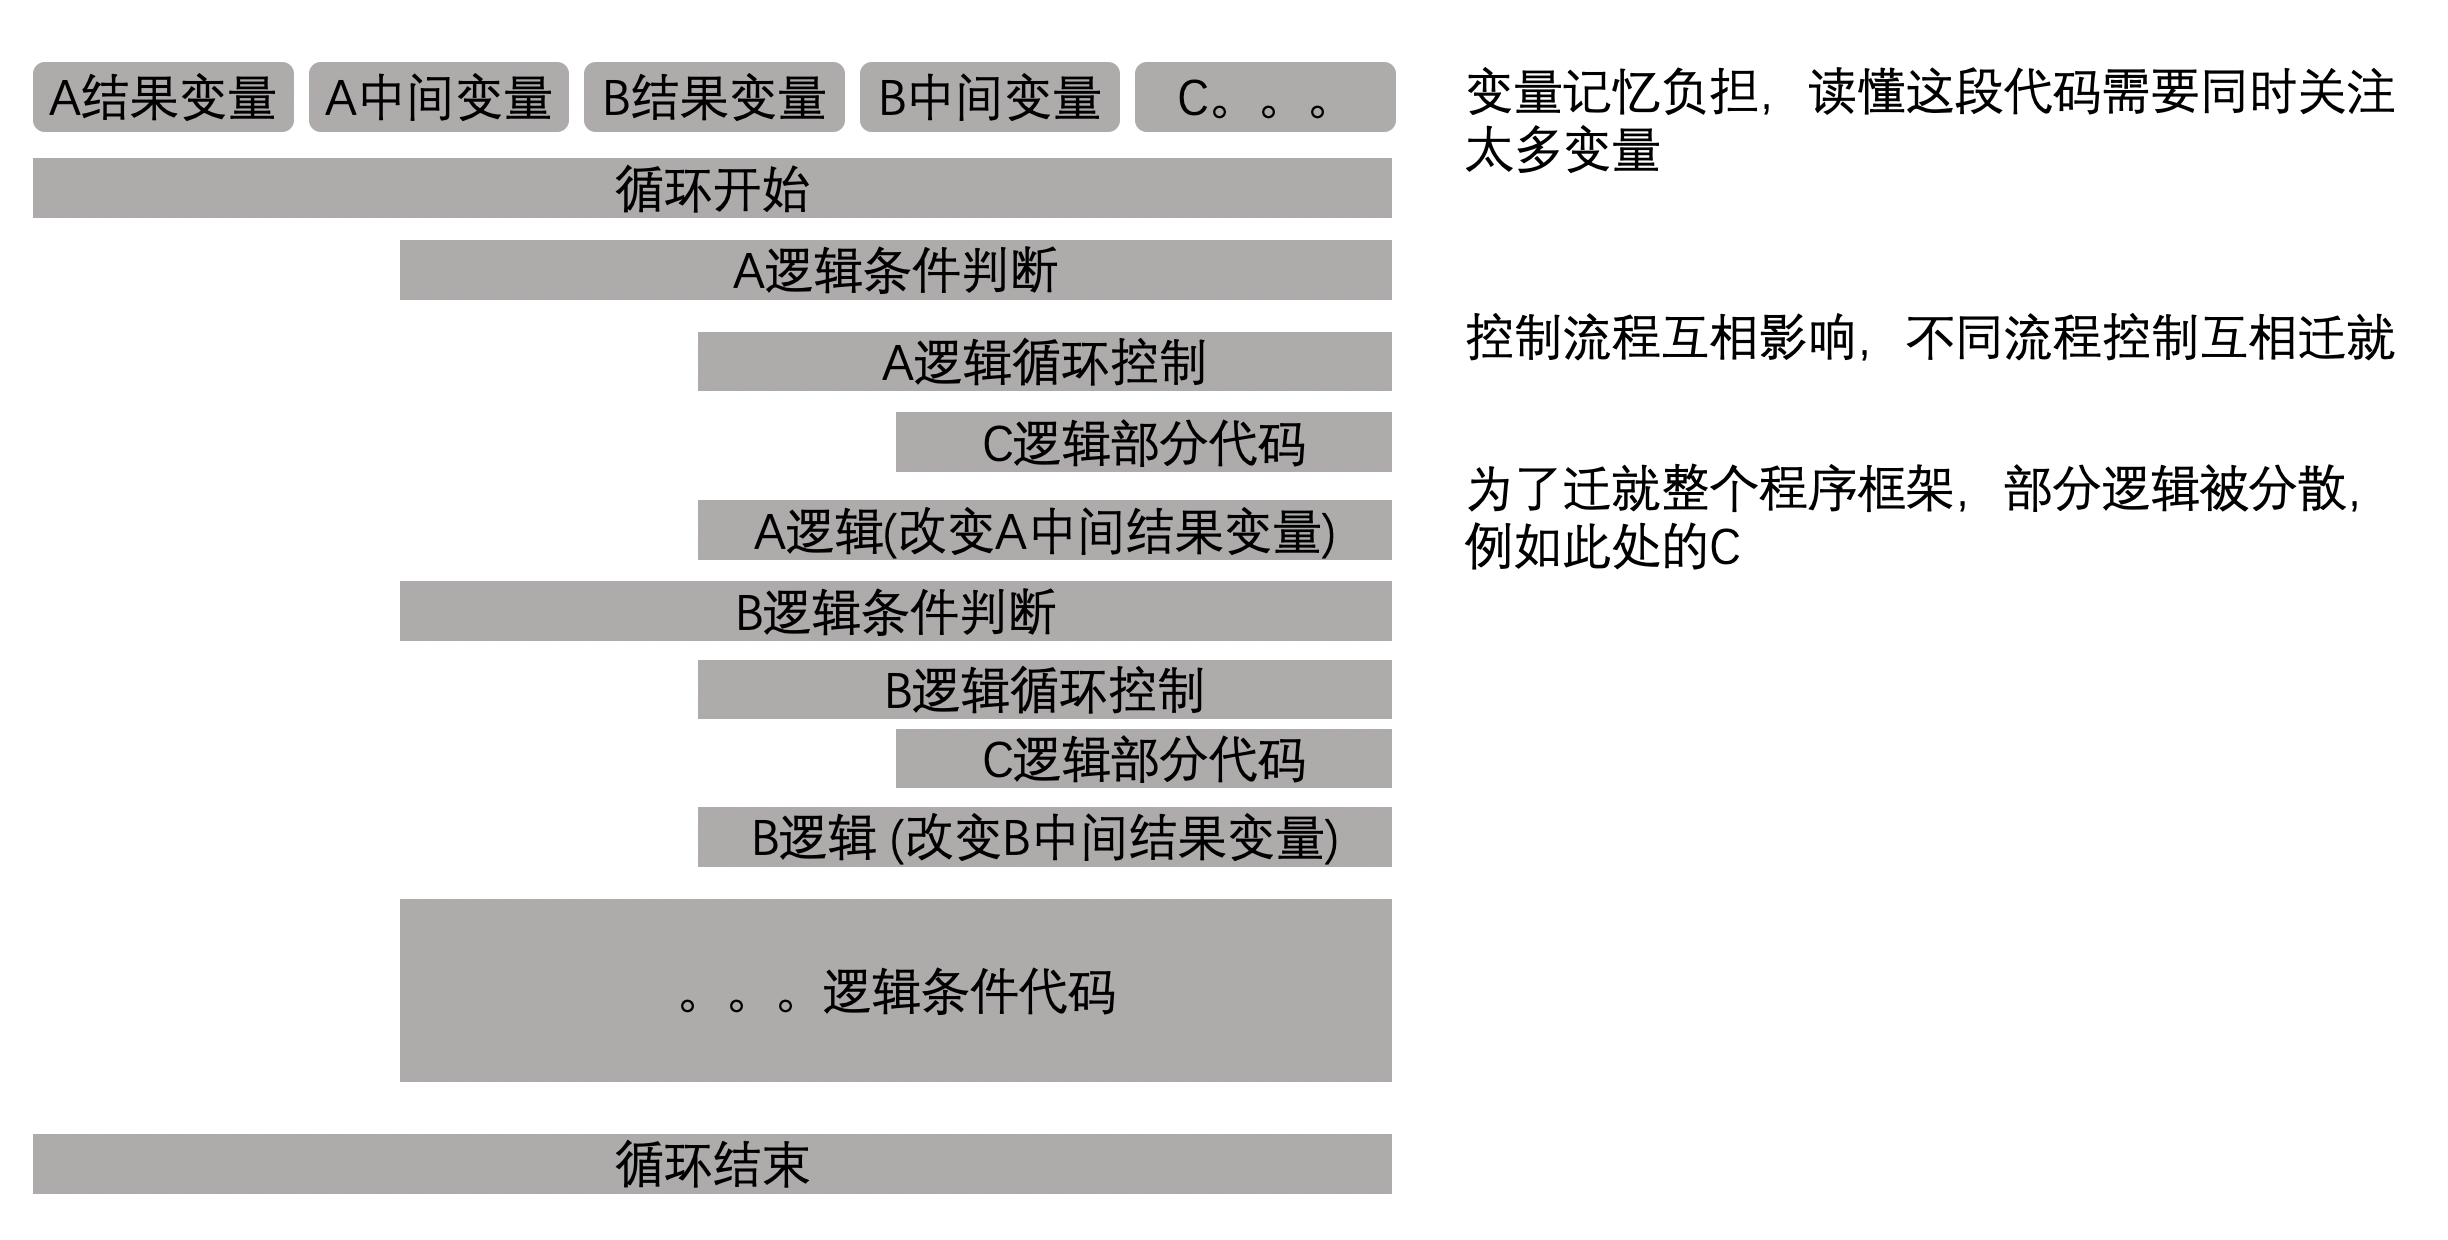 A结果变量 A中间变量 B结果变量 B中间变量 C。。。
变量记忆负担，读懂这段代码需要同时关注
太多变量
循环开始
A逻辑条件判断
A逻辑循环控制
控制流程互相影响，不同流程控制互相迁就
C逻辑部分代码
A逻辑(改变A中间结果变量)
为了迁就整个程序框架，部分逻辑被分散，
例如此处的C
B逻辑条件判断
B逻辑循环控制
C逻辑部分代码
B逻辑 (改变B中间结果变量)
。。。逻辑条件代码
循环结束